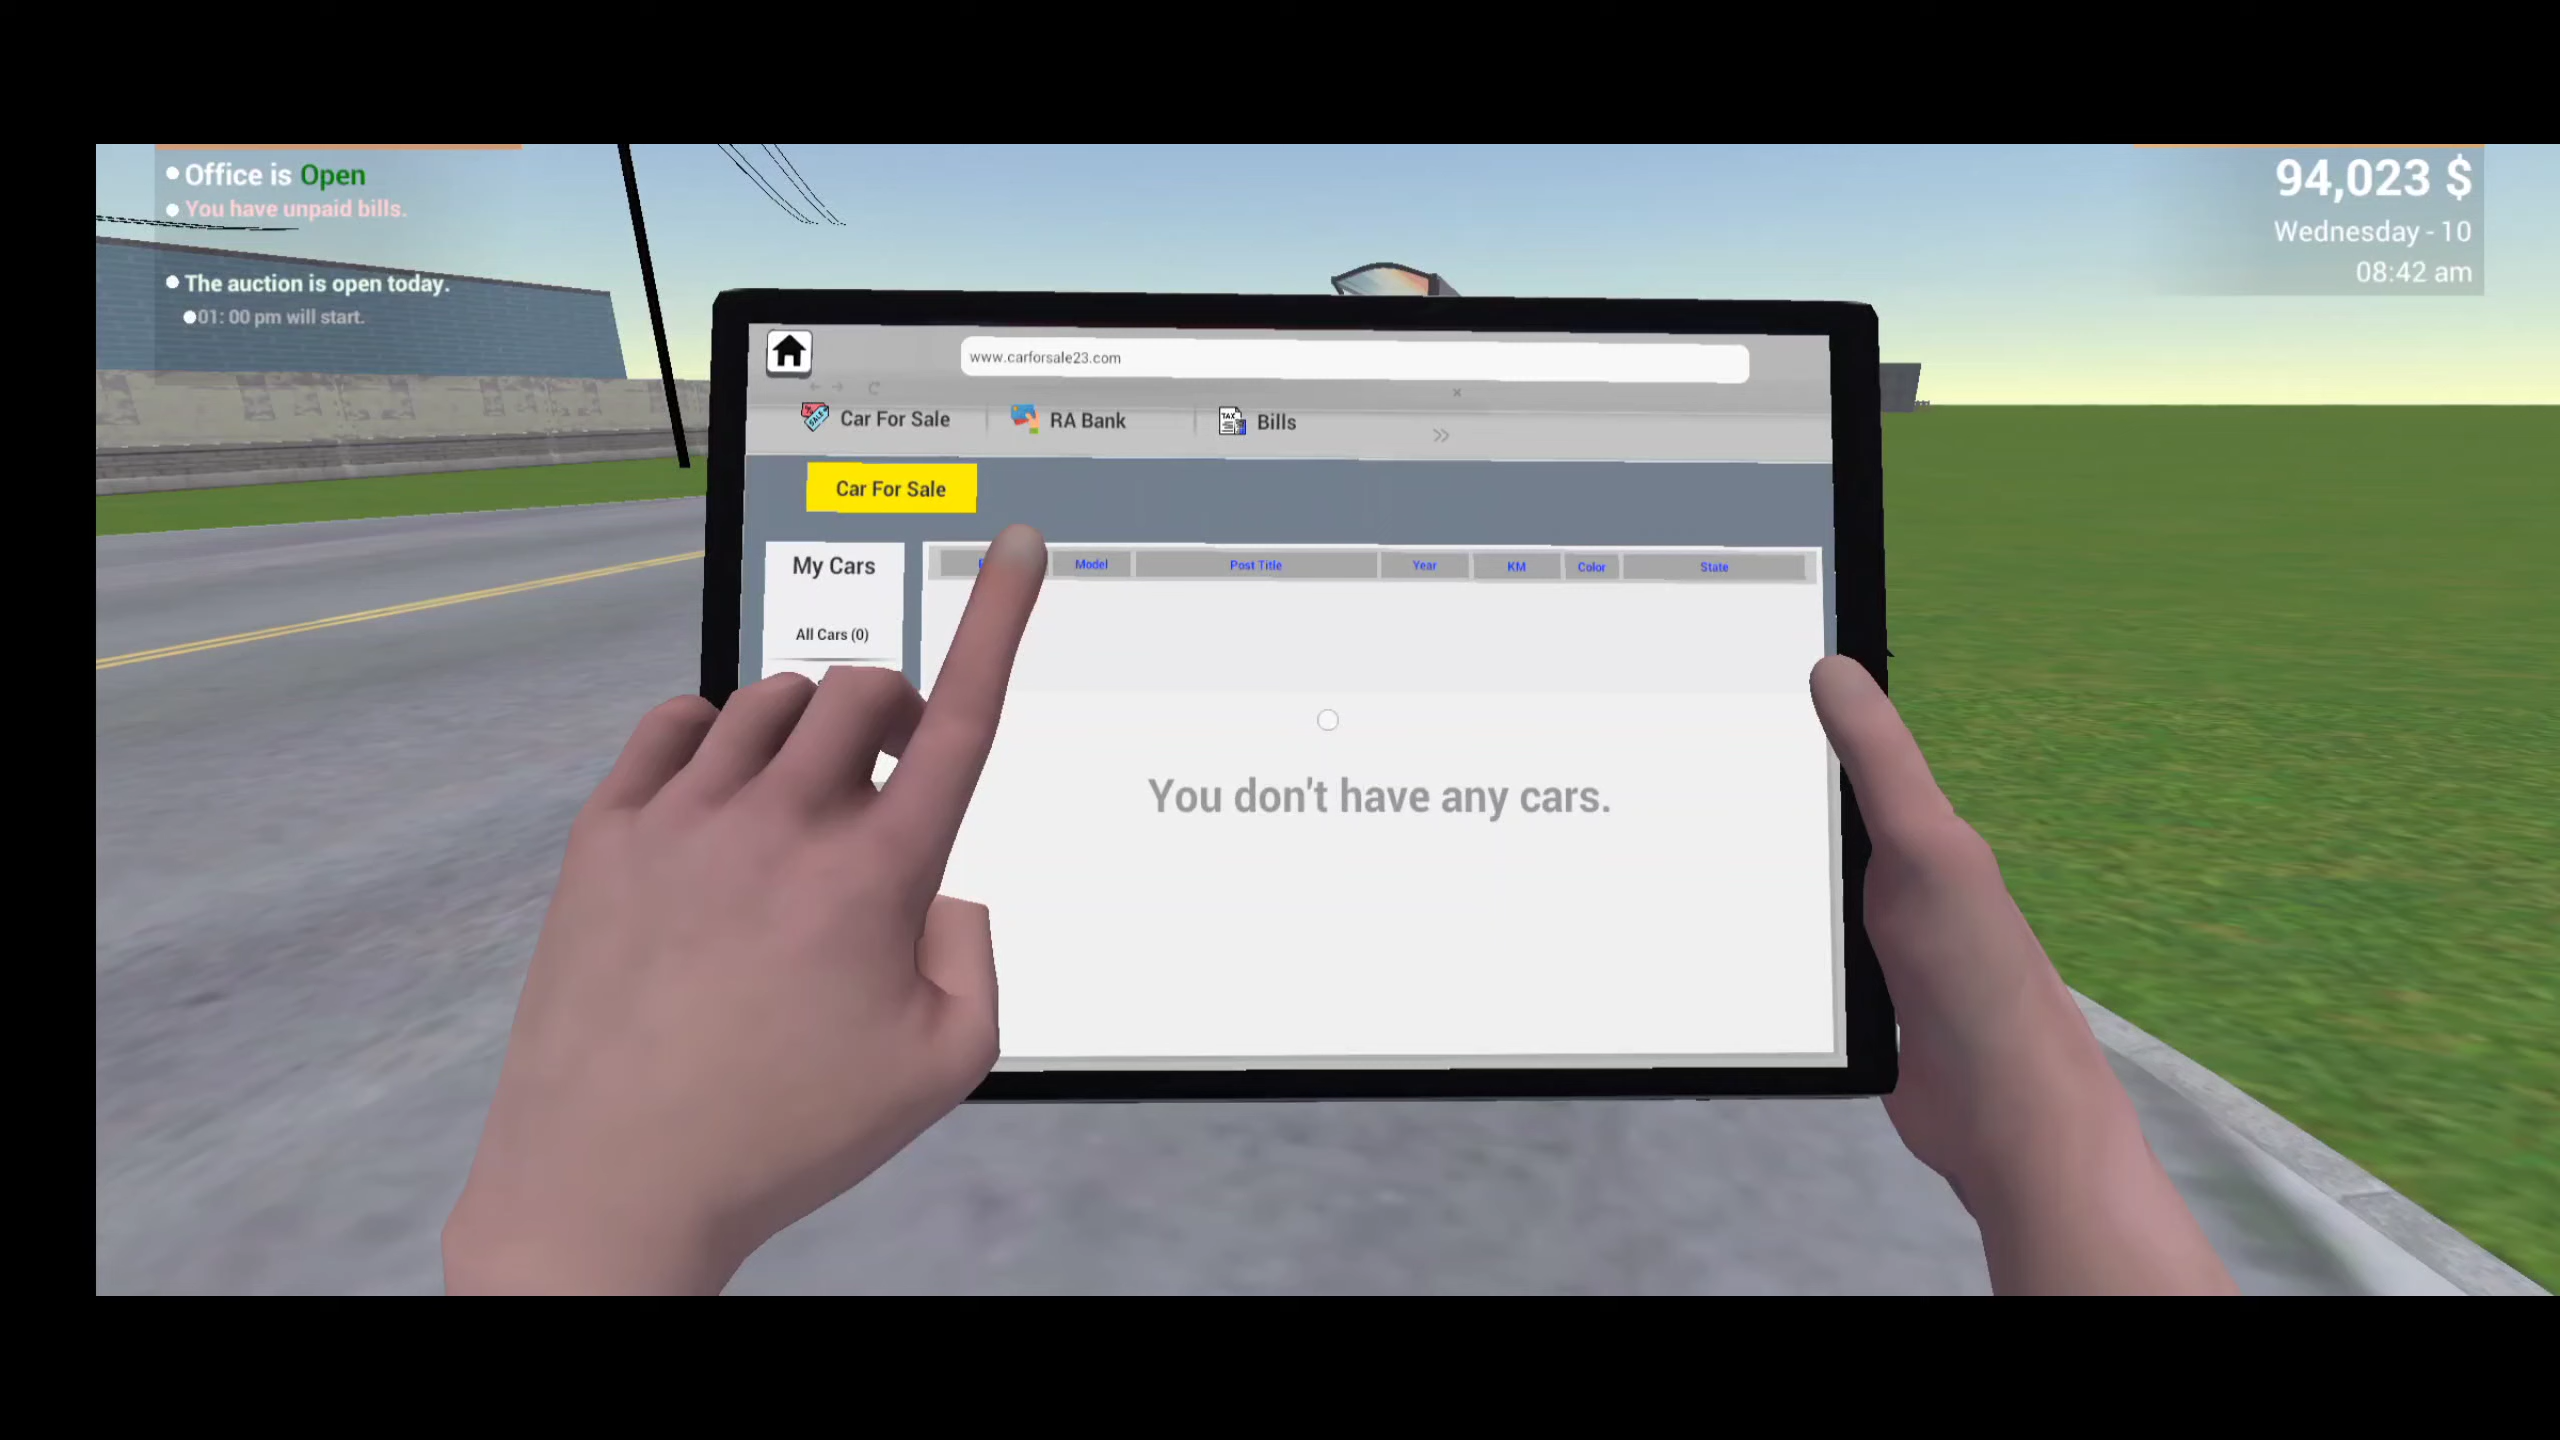 Office is Open
You have unpaid bills.
The auction is open today.
01: 00 pm will start.
94,023 $
Wednesday - 10
08:42 am
www.carforsale23.com
Car For Sale
RA Bank
TAX
Bills
Car For Sale
My Cars
All Cars (0)
Model
Post Title
Year
KM
Color
State
You don't have any cars.